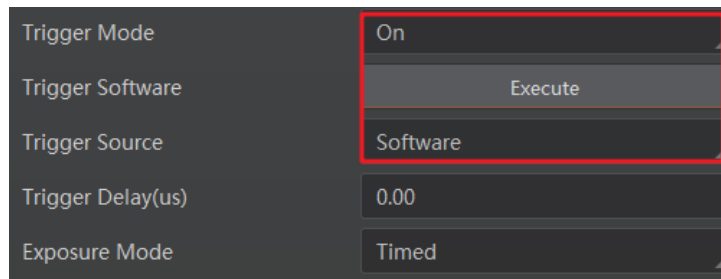 Trigger Mode On
Trigger Software Execute
Trigger Source Software
Trigger Delay(us) 0.00
Exposure Mode Timed